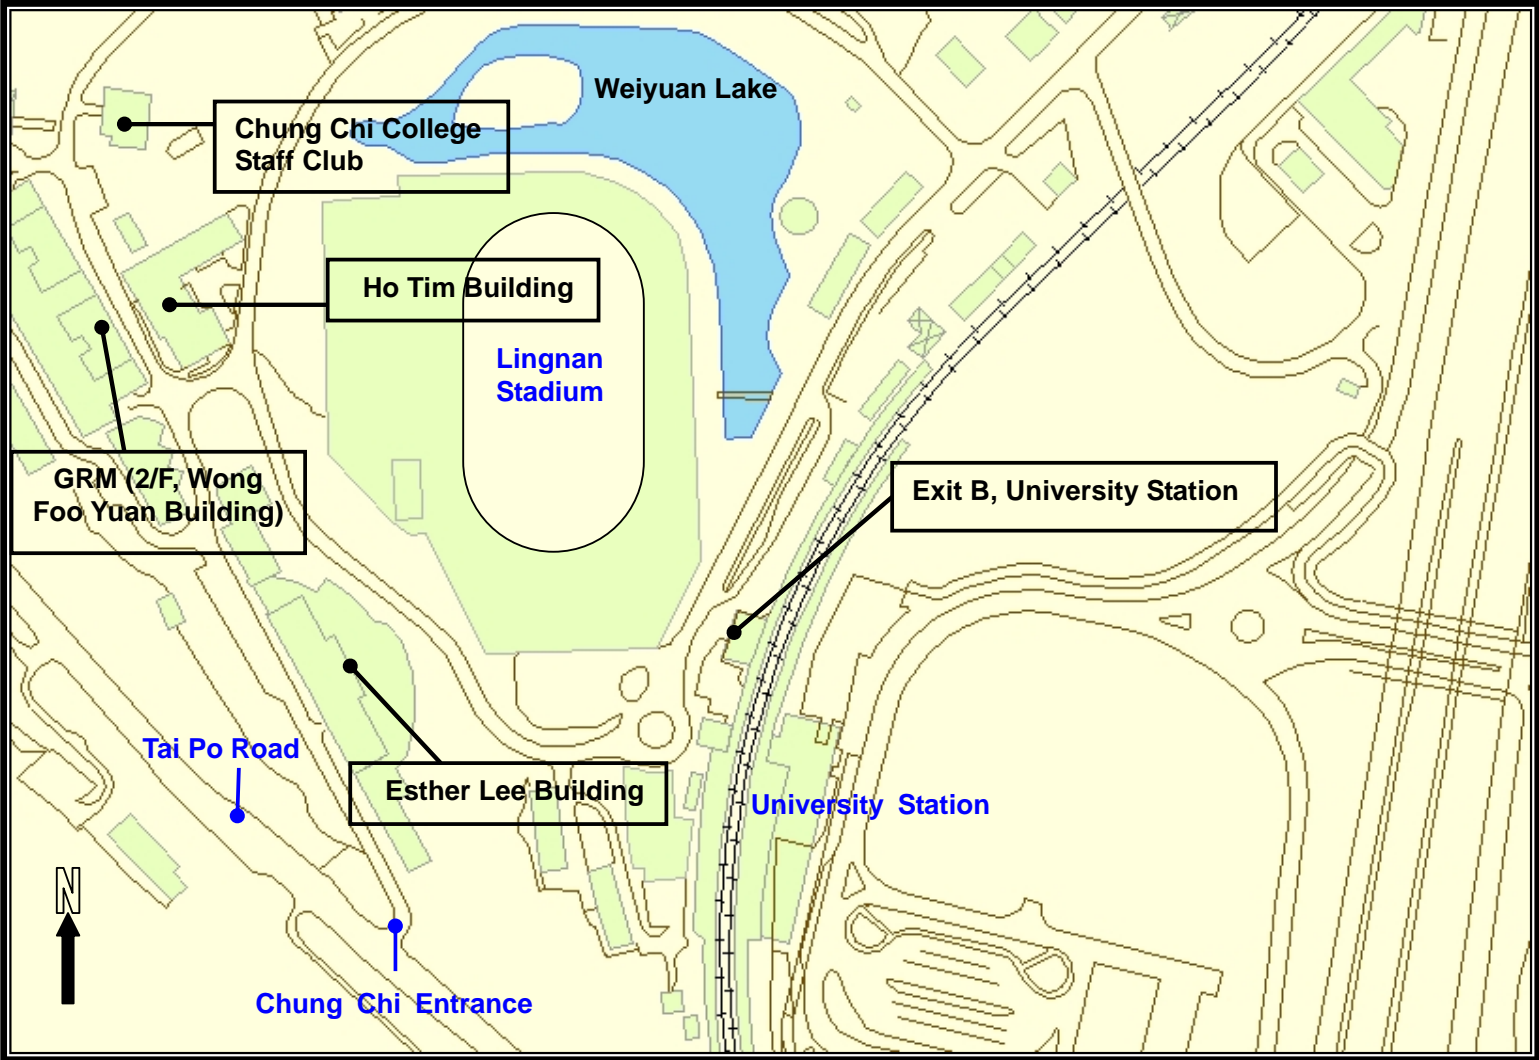 Weiyuan Lake
Chung Chi College
Staff Club
Ho Tim Building
Lingnan
Stadium
GRM (2/F, Wong
Foo Yuan Building)
Exit B, University Station
Tai Po Road
Esther Lee Building
University Station
N
Chung Chi Entrance